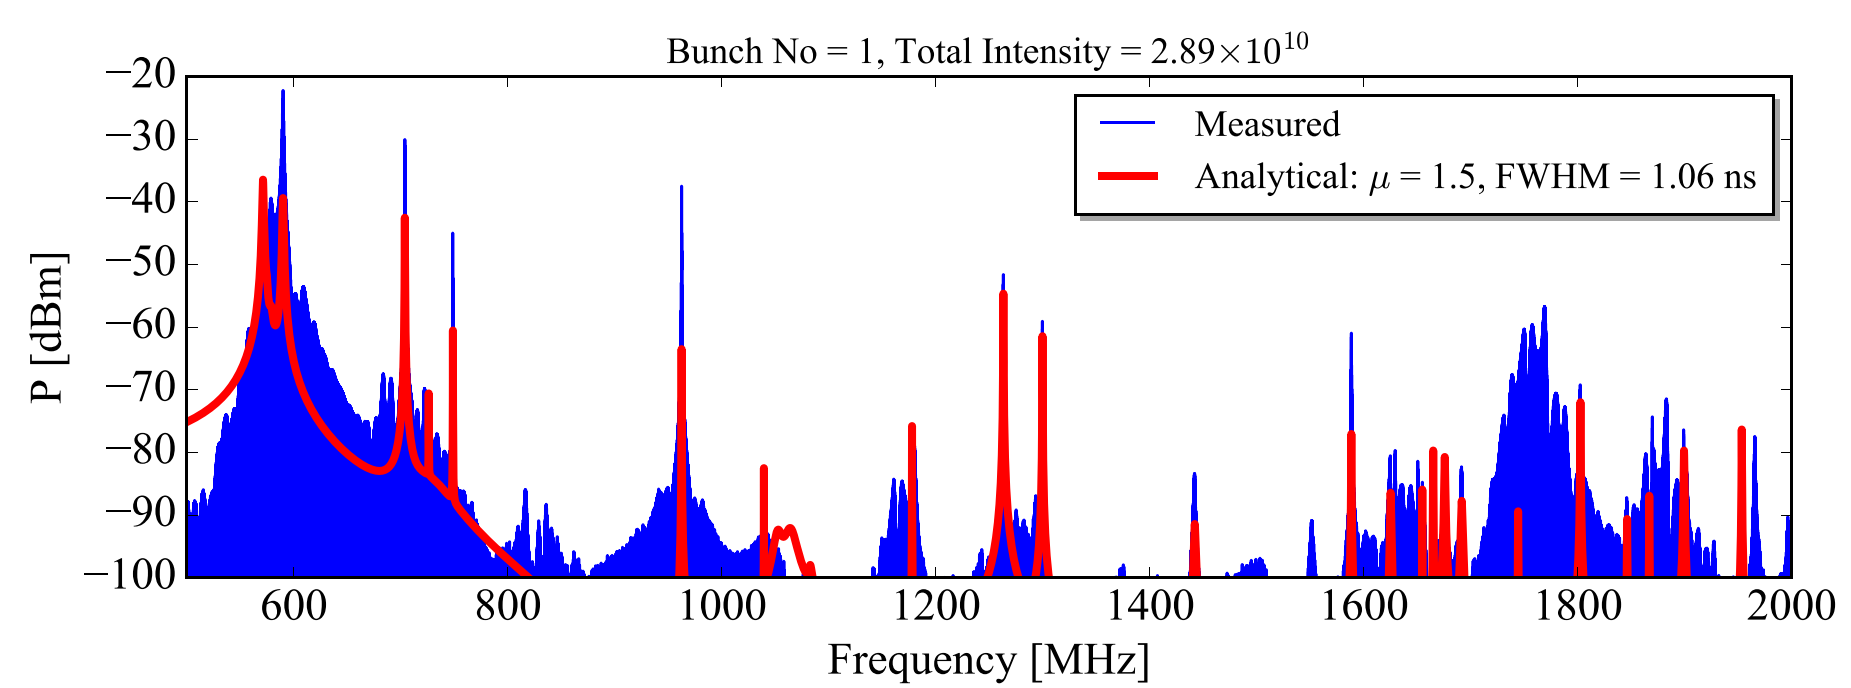 Bunch No = 1, Total Intensity = 2.89×10¹⁰
−20
−30
−40
−50
−60
−70
−80
−90
−100
P [dBm]
Measured
Analytical: μ = 1.5, FWHM = 1.06 ns
600 800 1000 1200 1400 1600 1800 2000
Frequency [MHz]